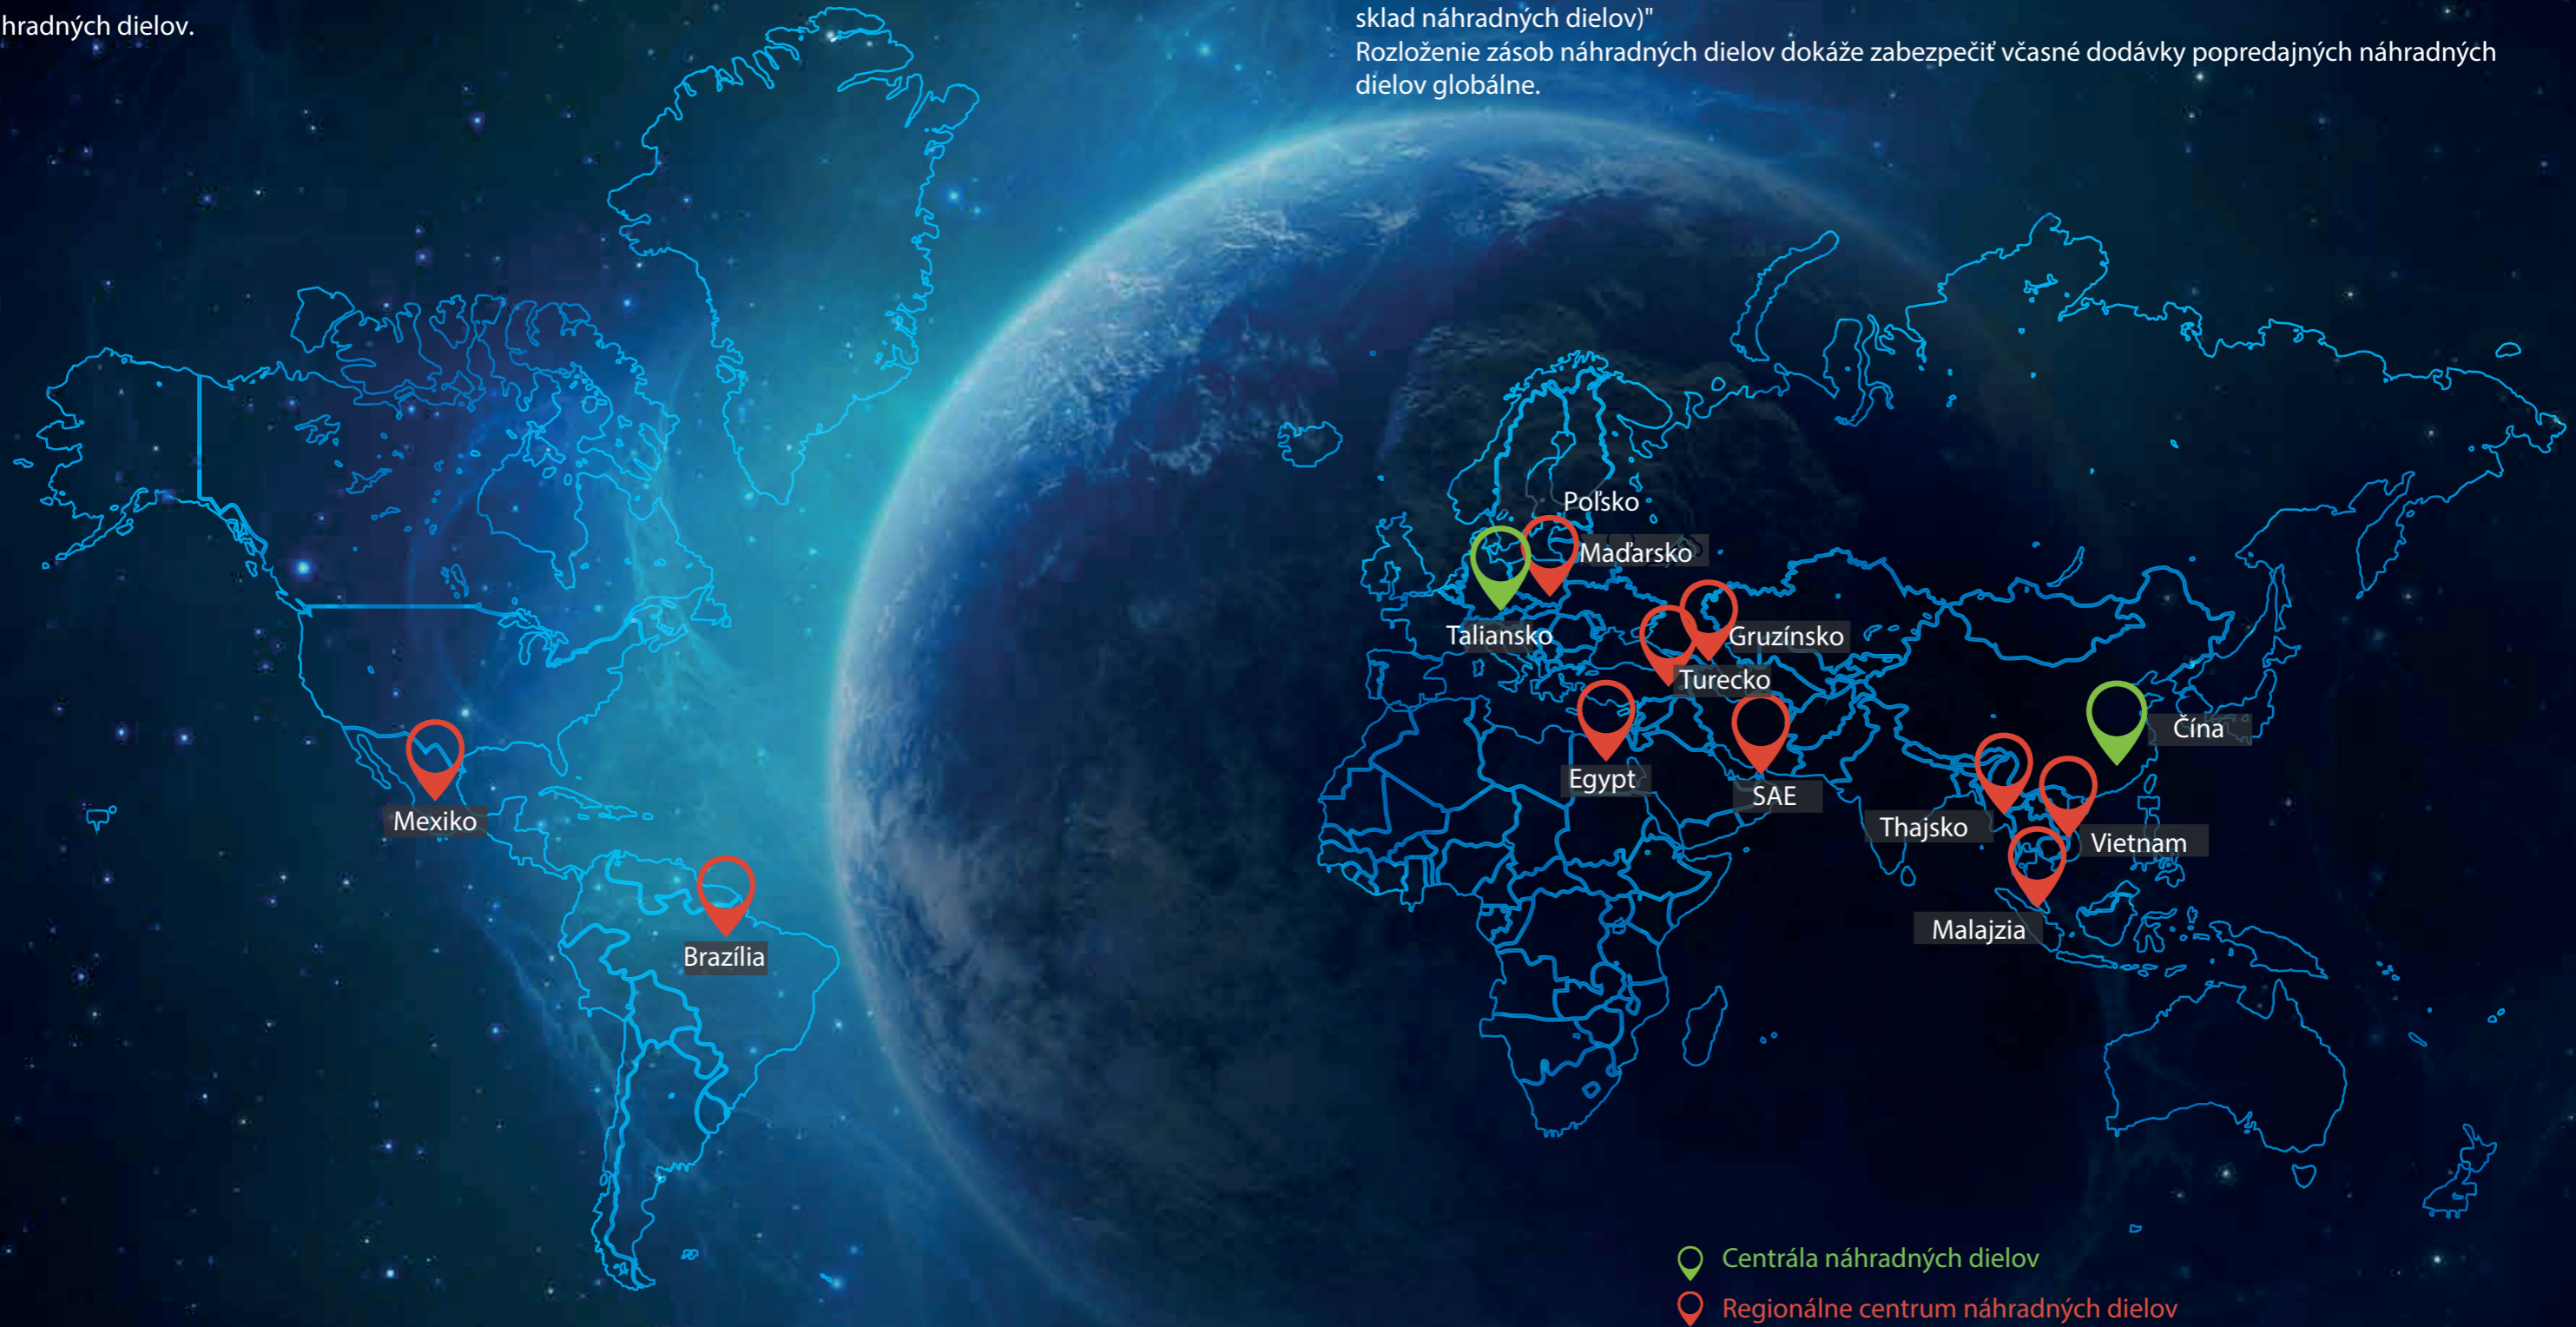 hradných dielov.
sklad náhradných dielov)"
Rozloženie zásob náhradných dielov dokáže zabezpečiť včasné dodávky popredajných náhradných
dielov globálne.
Poľsko
Maďarsko
Taliansko
Gruzínsko
Turecko
Čína
Egypt
SAE
Mexiko
Thajsko
Vietnam
Malajzia
Brazília
Centrála náhradných dielov
Regionálne centrum náhradných dielov